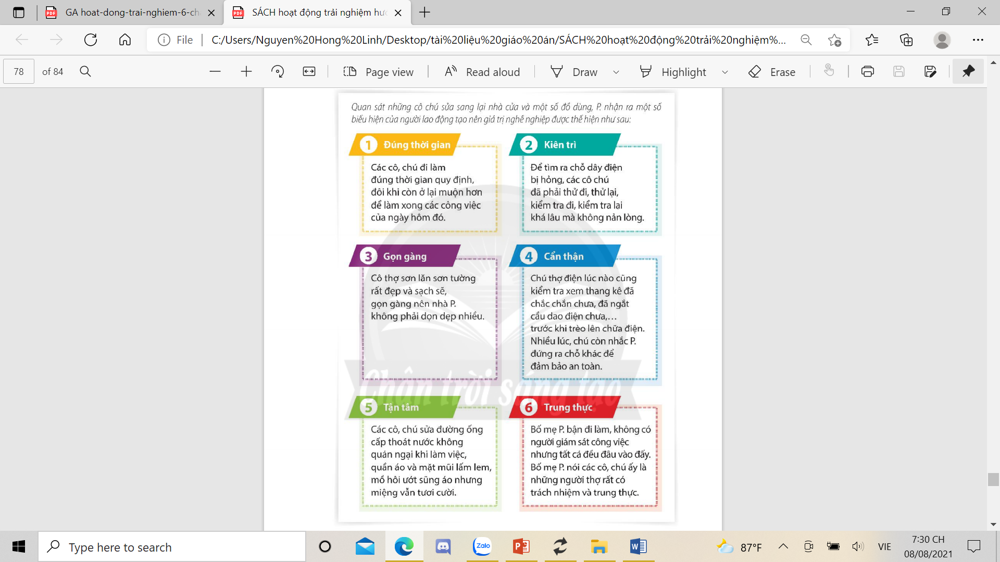 GA hoat-dong-trai-nghiem-6-ch
SÁCH hoạt động trải nghiệm hướ
File
C:/Users/Nguyen%20Hong%20Linh/Desktop/tài%20liệu%20giáo%20án/SÁCH%20hoạt%20động%20trải%20nghiệm%...
78 of 84
Page view
Read aloud
Draw
Highlight
Erase
Quan sát những cô chú sửa sang lại nhà cửa và một số đồ dùng, P. nhận ra một số
biểu hiện của người lao động tạo nên giá trị nghề nghiệp được thể hiện như sau:
1 Đúng thời gian
Các cô, chú đi làm
đúng thời gian quy định,
đôi khi còn ở lại muộn hơn
để làm xong các công việc
của ngày hôm đó.
2 Kiên trì
Để tìm ra chỗ dây điện
bị hỏng, các cô chú
đã phải thử đi, thử lại,
kiểm tra đi, kiểm tra lại
khá lâu mà không nản lòng.
3 Gọn gàng
Cô thợ sơn lăn sơn tường
rất đẹp và sạch sẽ,
gọn gàng nên nhà P.
không phải dọn dẹp nhiều.
4 Cẩn thận
Chú thợ điện lúc nào cũng
kiểm tra xem thang kê đã
chắc chắn chưa, đã ngắt
cầu dao điện chưa,...
trước khi trèo lên chữa điện.
Nhiều lúc, chú còn nhắc P.
đứng ra chỗ khác để
đảm bảo an toàn.
Chân trời sáng tạo
5 Tận tâm
Các cô, chú sửa đường ống
cấp thoát nước không
quản ngại khi làm việc,
quần áo và mặt mũi lấm lem,
mồ hôi ướt sũng áo nhưng
miệng vẫn tươi cười.
6 Trung thực
Bố mẹ P. bận đi làm, không có
người giám sát công việc
nhưng tất cả đều đâu vào đấy.
Bố mẹ P. nói các cô, chú ấy là
những người thợ rất có
trách nhiệm và trung thực.
Type here to search
Zalo
87°F
VIE
7:30 CH
08/08/2021